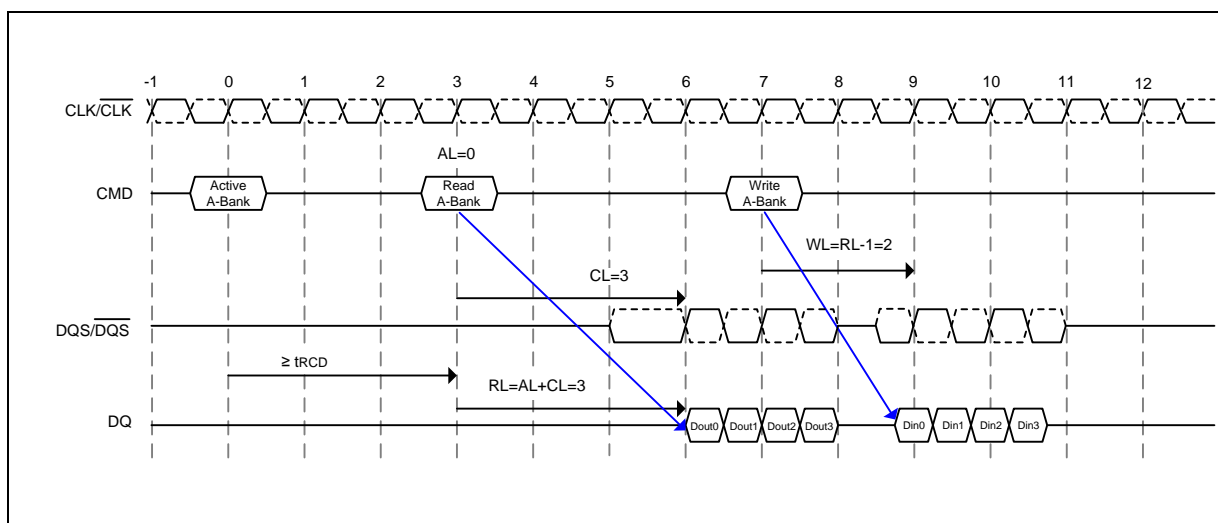 -1 0 1 2 3 4 5 6 7 8 9 10 11 12
CLK/CLK
AL=0
CMD
Active
A-Bank
Read
A-Bank
Write
A-Bank
WL=RL-1=2
CL=3
DQS/DQS
≥ tRCD
RL=AL+CL=3
DQ
Dout0 Dout1 Dout2 Dout3 Din0 Din1 Din2 Din3